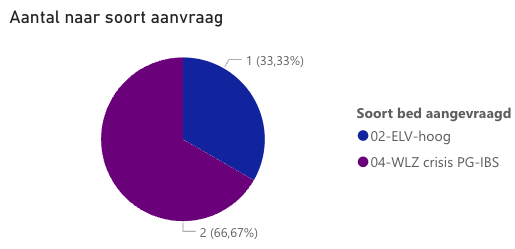 Aantal naar soort aanvraag
1 (33,33%)
Soort bed aangevraagd
02-ELV-hoog
04-WLZ crisis PG-IBS
2 (66,67%)